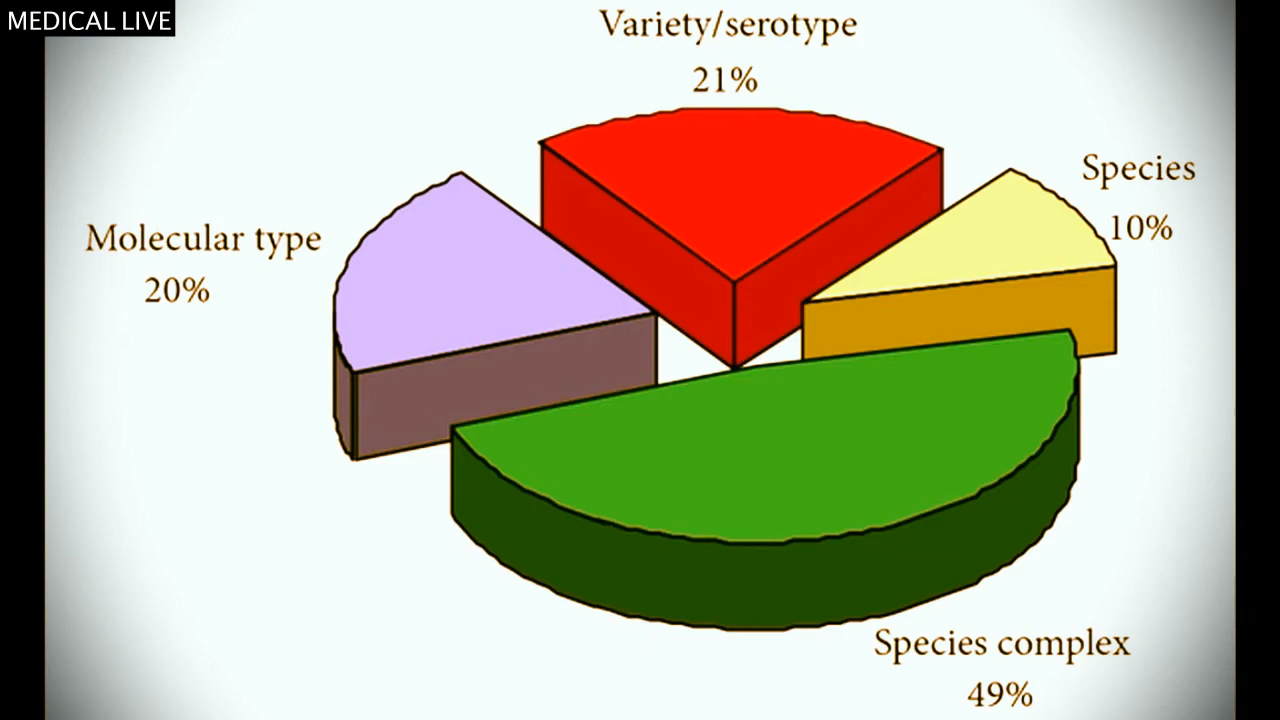 MEDICAL LIVE
Variety/serotype
21%
Species
10%
Molecular type
20%
Species complex
49%